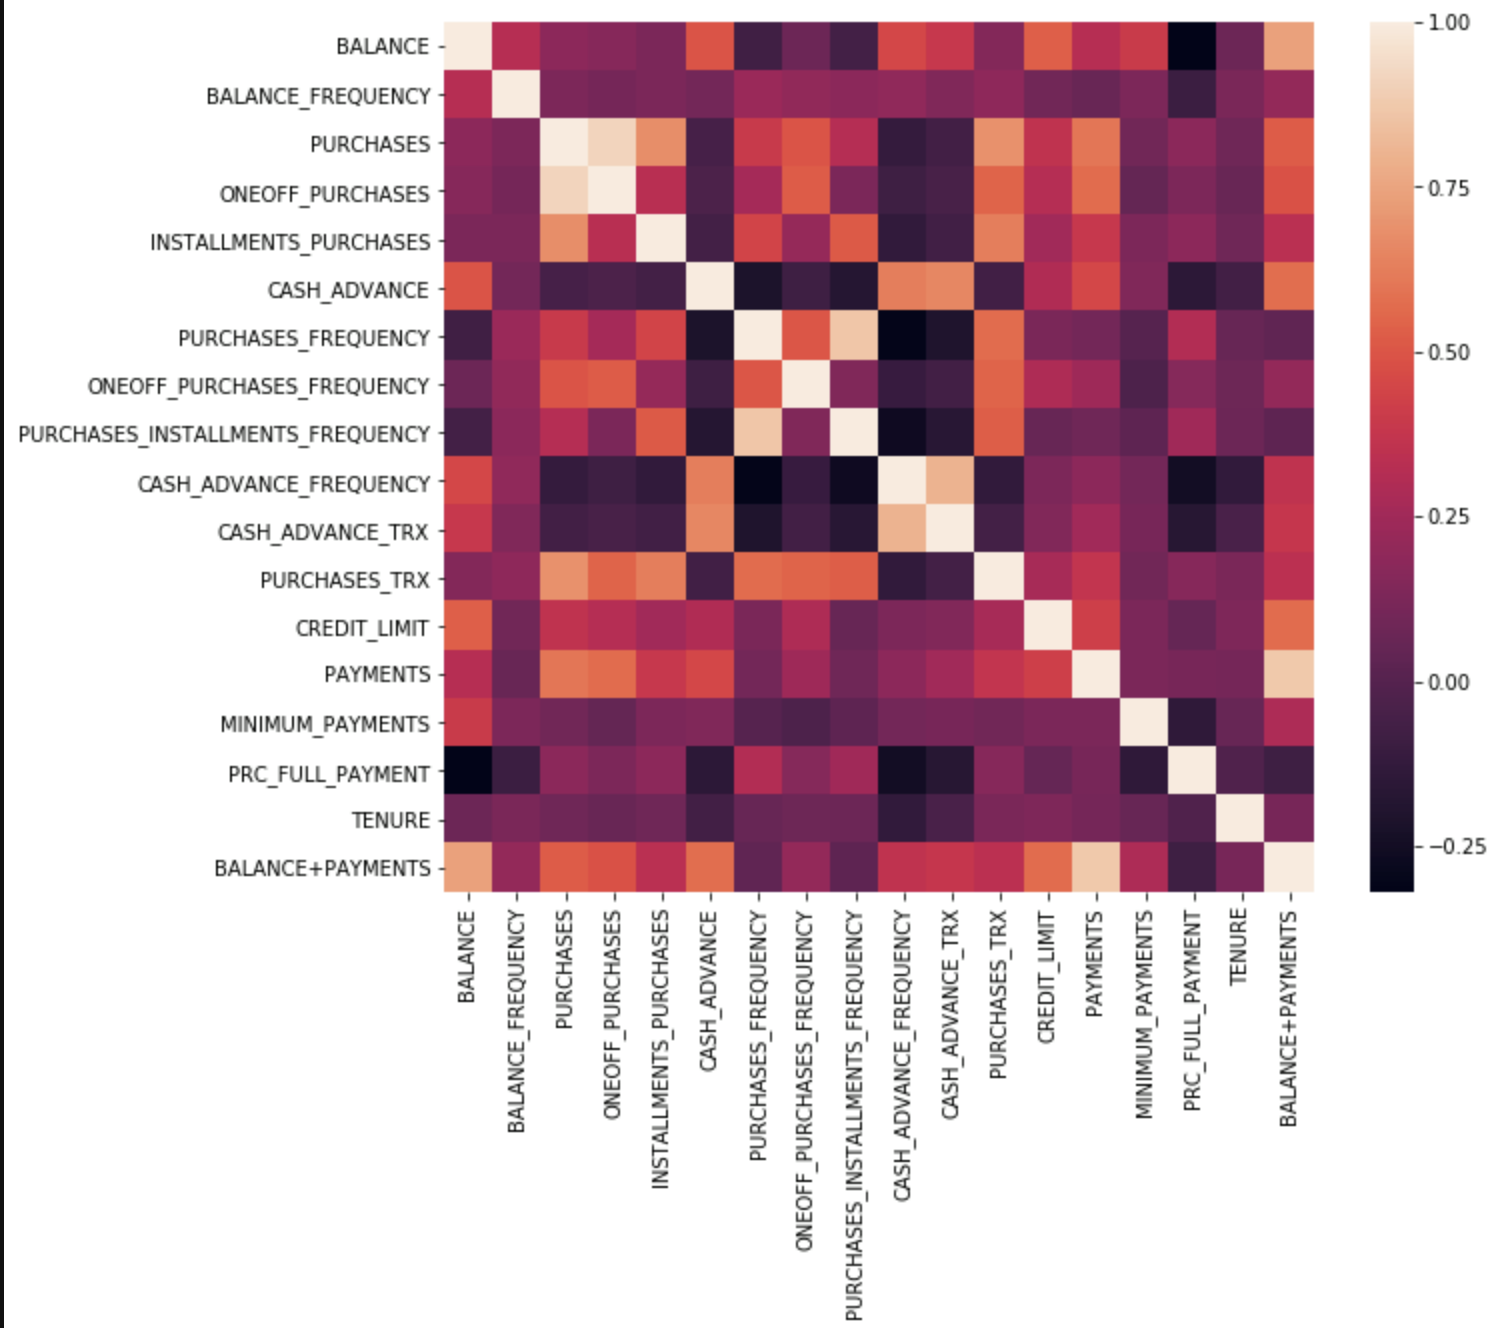 BALANCE
BALANCE_FREQUENCY
PURCHASES
ONEOFF_PURCHASES
INSTALLMENTS_PURCHASES
CASH_ADVANCE
PURCHASES_FREQUENCY
ONEOFF_PURCHASES_FREQUENCY
PURCHASES_INSTALLMENTS_FREQUENCY
CASH_ADVANCE_FREQUENCY
CASH_ADVANCE_TRX
PURCHASES_TRX
CREDIT_LIMIT
PAYMENTS
MINIMUM_PAYMENTS
PRC_FULL_PAYMENT
TENURE
BALANCE+PAYMENTS
BALANCE
BALANCE_FREQUENCY
PURCHASES
ONEOFF_PURCHASES
INSTALLMENTS_PURCHASES
CASH_ADVANCE
PURCHASES_FREQUENCY
ONEOFF_PURCHASES_FREQUENCY
PURCHASES_INSTALLMENTS_FREQUENCY
CASH_ADVANCE_FREQUENCY
CASH_ADVANCE_TRX
PURCHASES_TRX
CREDIT_LIMIT
PAYMENTS
MINIMUM_PAYMENTS
PRC_FULL_PAYMENT
TENURE
BALANCE+PAYMENTS
1.00
0.75
0.50
0.25
0.00
−0.25